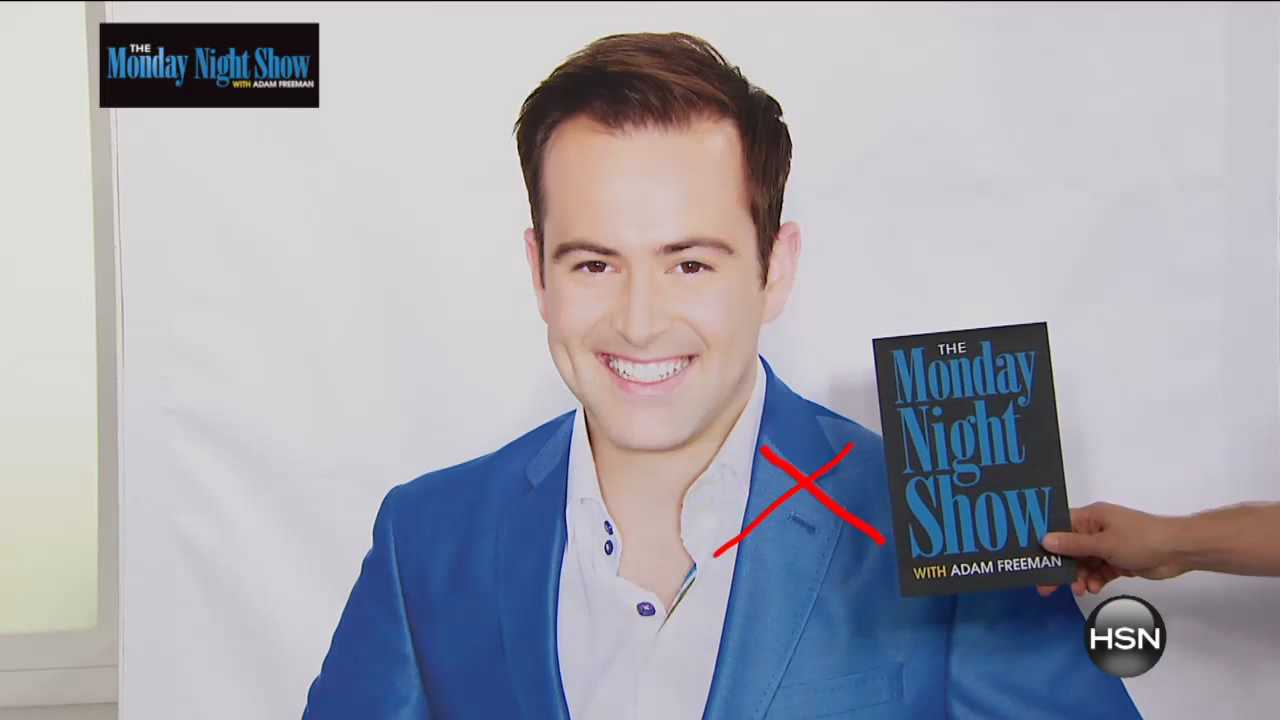 THE
Monday Night Show
WITH ADAM FREEMAN
THE
Monday
Night
Show
WITH ADAM FREEMAN
HSN